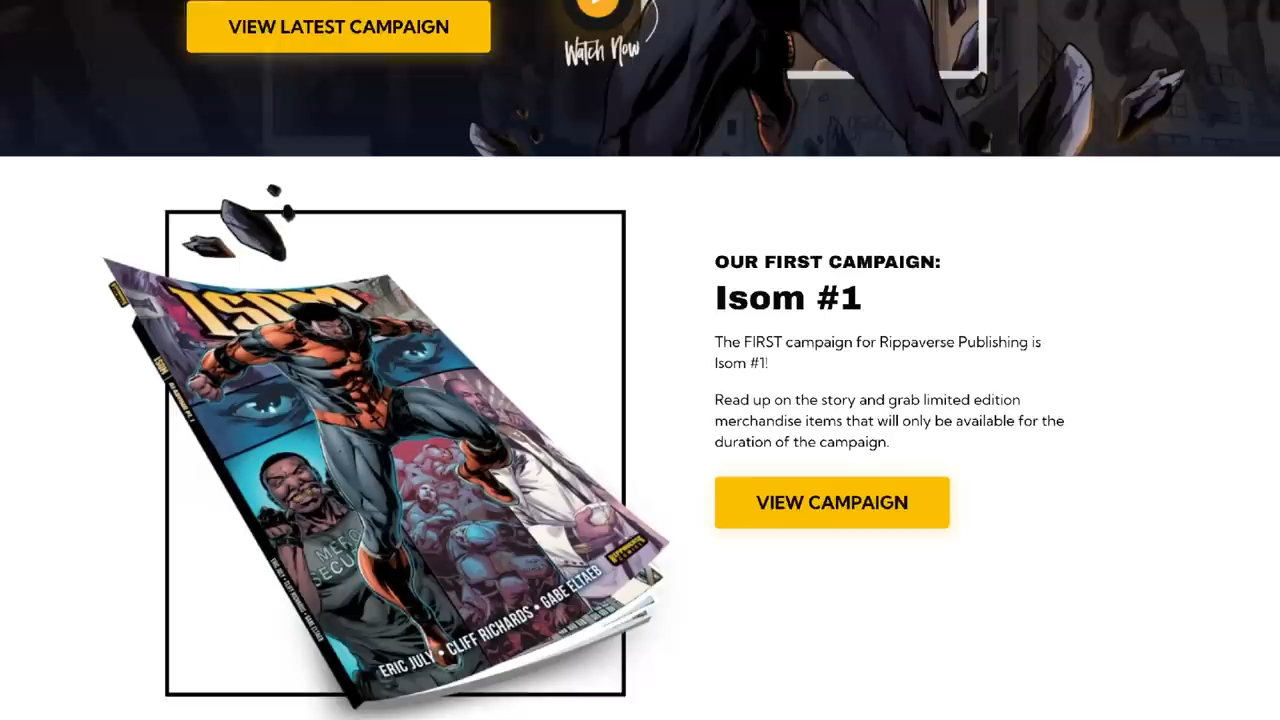 VIEW LATEST CAMPAIGN
Watch Now
OUR FIRST CAMPAIGN:
Isom #1
The FIRST campaign for Rippaverse Publishing is
Isom #1!
Read up on the story and grab limited edition
merchandise items that will only be available for the
duration of the campaign.
VIEW CAMPAIGN
ISOM
ISOM
ERIC JULY • CLIFF RICHARDS • GABE ELTAEB